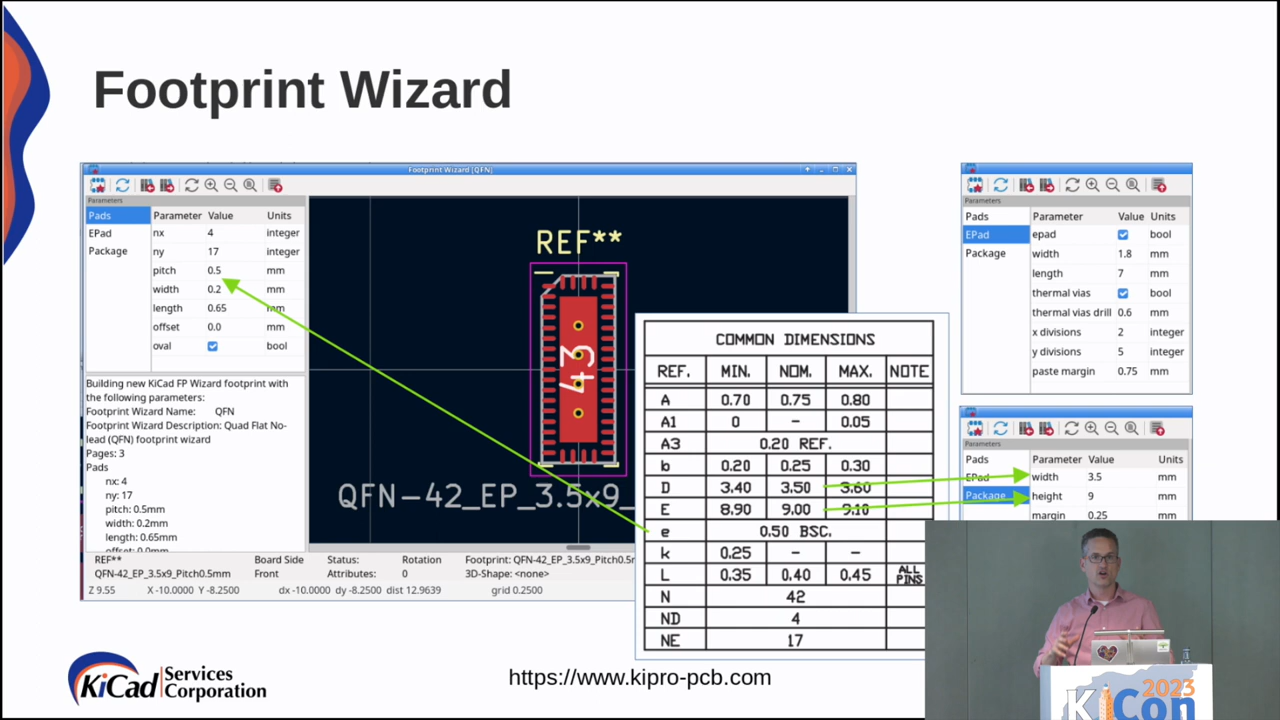 Footprint Wizard
Footprint Wizard [QFN]
Parameters
Pads
EPad
Package
Parameter Value Units
nx 4 integer
ny 17 integer
pitch 0.5 mm
width 0.2 mm
length 0.65 mm
offset 0.0 mm
oval bool
Building new KiCad FP Wizard footprint with
the following parameters:
Footprint Wizard Name: QFN
Footprint Wizard Description: Quad Flat No-
lead (QFN) footprint wizard
Pages: 3
Pads
nx: 4
ny: 17
pitch: 0.5mm
width: 0.2mm
length: 0.65mm
offset: 0.0mm
REF**
43
QFN-42_EP_3.5x9_
REF** Board Side Status: Rotation Footprint: QFN-42_EP_3.5x9_Pitch0.5m
QFN-42_EP_3.5x9_Pitch0.5mm Front Attributes: 0 3D-Shape: <none>
Z 9.55 X -10.0000 Y -8.2500 dx -10.0000 dy -8.2500 dist 12.9639 grid 0.2500
COMMON DIMENSIONS
REF. MIN. NOM. MAX. NOTE
A 0.70 0.75 0.80
A1 0 - 0.05
A3 0.20 REF.
b 0.20 0.25 0.30
D 3.40 3.50 3.60
E 8.90 9.00 9.10
e 0.50 BSC.
k 0.25 - -
L 0.35 0.40 0.45 ALL PINS
N 42
ND 4
NE 17
Parameters
Pads
EPad
Package
Parameter Value Units
epad bool
width 1.8 mm
length 7 mm
thermal vias bool
thermal vias drill 0.6 mm
x divisions 2 integer
y divisions 5 integer
paste margin 0.75 mm
Parameters
Pads
EPad
Package
Parameter Value Units
width 3.5 mm
height 9 mm
margin 0.25 mm
KiCad Services
Corporation
https://www.kipro-pcb.com
2023
KiCon